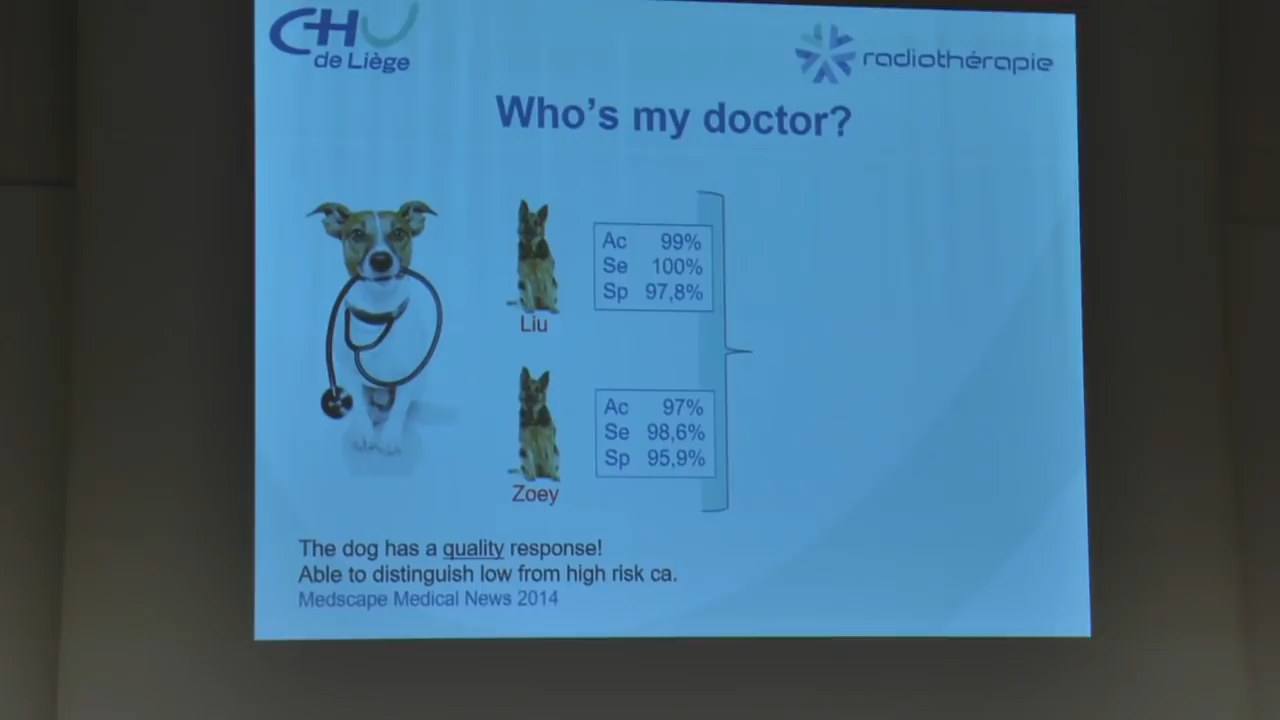 CHU
de Liège
radiothérapie
Who's my doctor?
Ac 99%
Se 100%
Sp 97,8%
Liu
Ac 97%
Se 98,6%
Sp 95,9%
Zoey
The dog has a quality response!
Able to distinguish low from high risk ca.
Medscape Medical News 2014